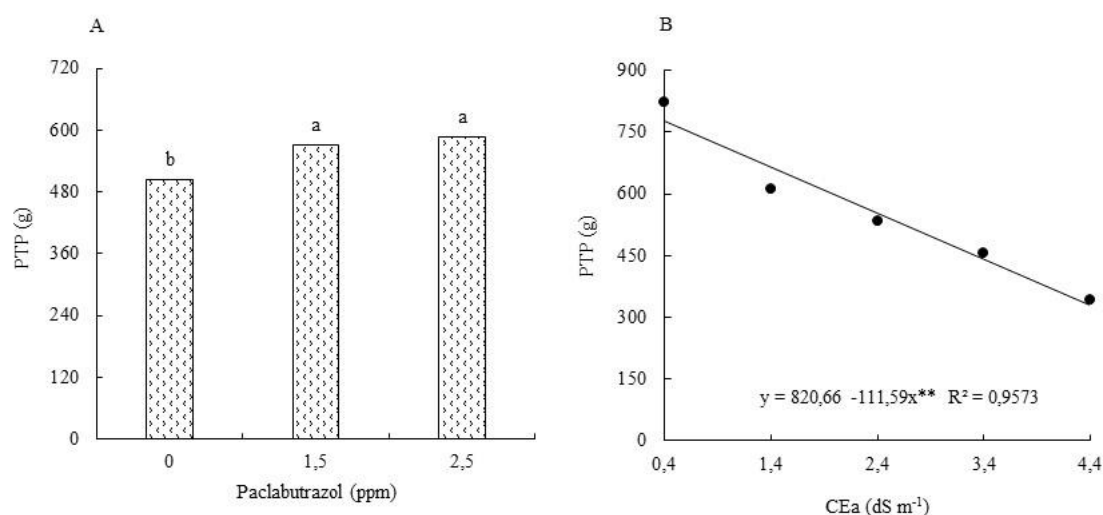 A
PTP (g)
720
600
480
360
240
120
0
b
a
a
0 1,5 2,5
Paclabutrazol (ppm)
B
PTP (g)
900
750
600
450
300
150
0
y = 820,66 -111,59x** R² = 0,9573
0,4 1,4 2,4 3,4 4,4
CEa (dS m⁻¹)